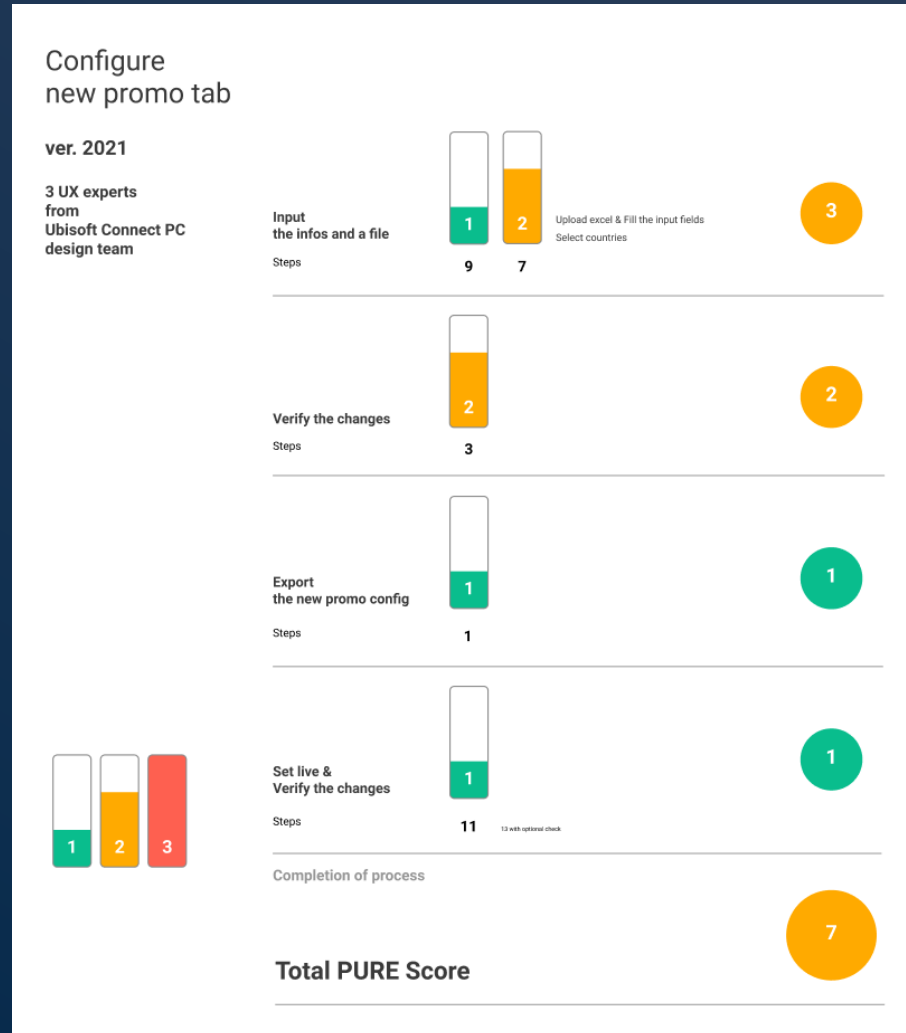 Configure
new promo tab
ver. 2021
3 UX experts
from
Ubisoft Connect PC
design team
Input
the infos and a file
1
2
Upload excel & Fill the input fields
Select countries
3
Steps
9
7
Verify the changes
2
2
Steps
3
Export
the new promo config
1
1
Steps
1
Set live &
Verify the changes
1
1
Steps
11
13 with optional check
1
2
3
Completion of process
Total PURE Score
7